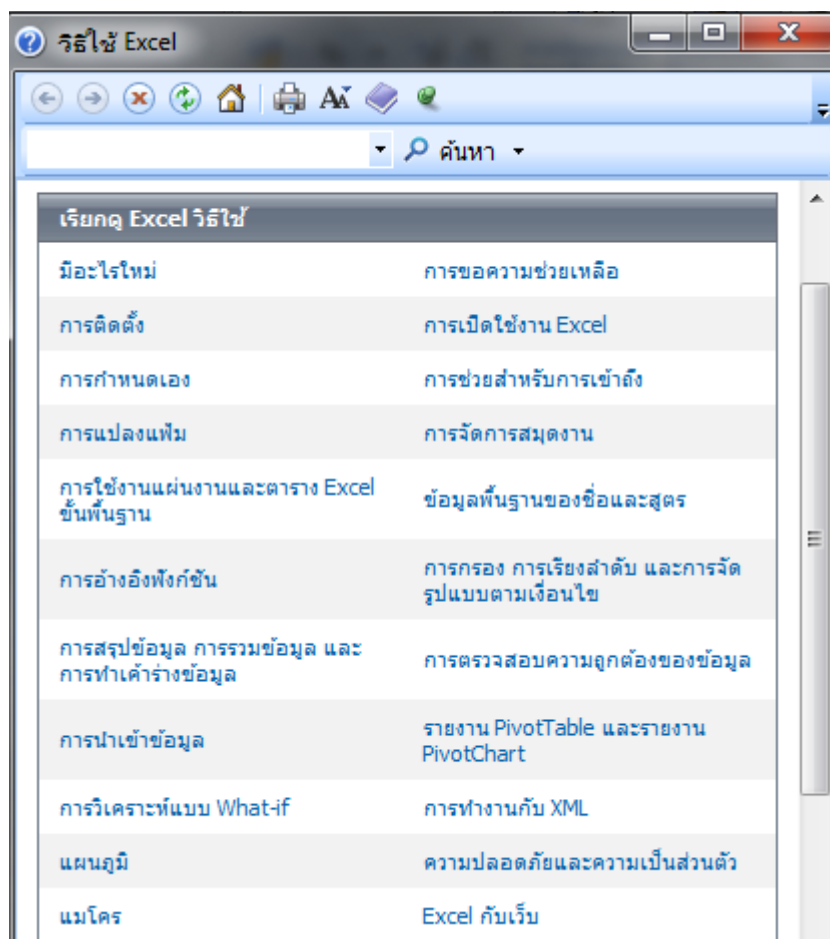 วิธีใช้ Excel
ค้นหา
เรียกดู Excel วิธีใช้
มีอะไรใหม่
การขอความช่วยเหลือ
การติดตั้ง
การเปิดใช้งาน Excel
การกำหนดเอง
การช่วยสำหรับการเข้าถึง
การแปลงแฟ้ม
การจัดการสมุดงาน
การใช้งานแผ่นงานและตาราง Excel
ขั้นพื้นฐาน
ข้อมูลพื้นฐานของชื่อและสูตร
การอ้างอิงฟังก์ชัน
การกรอง การเรียงลำดับ และการจัด
รูปแบบตามเงื่อนไข
การสรุปข้อมูล การรวมข้อมูล และ
การทำเค้าร่างข้อมูล
การตรวจสอบความถูกต้องของข้อมูล
การนำเข้าข้อมูล
รายงาน PivotTable และรายงาน
PivotChart
การวิเคราะห์แบบ What-if
การทำงานกับ XML
แผนภูมิ
ความปลอดภัยและความเป็นส่วนตัว
แมโคร
Excel กับเว็บ